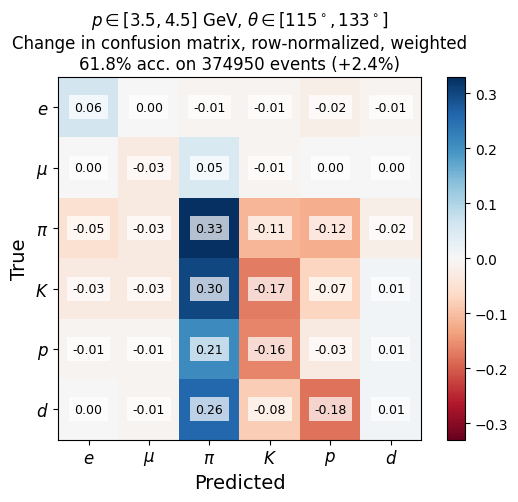 p ∈ [3.5, 4.5] GeV, θ ∈ [115°, 133°]
Change in confusion matrix, row-normalized, weighted
61.8% acc. on 374950 events (+2.4%)
e 0.06 0.00 -0.01 -0.01 -0.02 -0.01
μ 0.00 -0.03 0.05 -0.01 0.00 0.00
π -0.05 -0.03 0.33 -0.11 -0.12 -0.02
K -0.03 -0.03 0.30 -0.17 -0.07 0.01
p -0.01 -0.01 0.21 -0.16 -0.03 0.01
d 0.00 -0.01 0.26 -0.08 -0.18 0.01
e μ π K p d
Predicted
True
0.3
0.2
0.1
0.0
−0.1
−0.2
−0.3